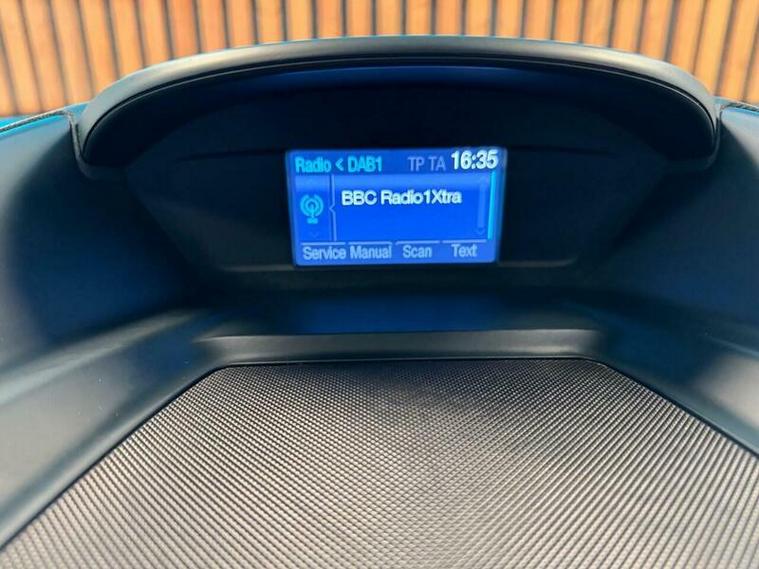 Radio < DAB1 TP TA 16:35
BBC Radio1Xtra
Service Manual Scan Text